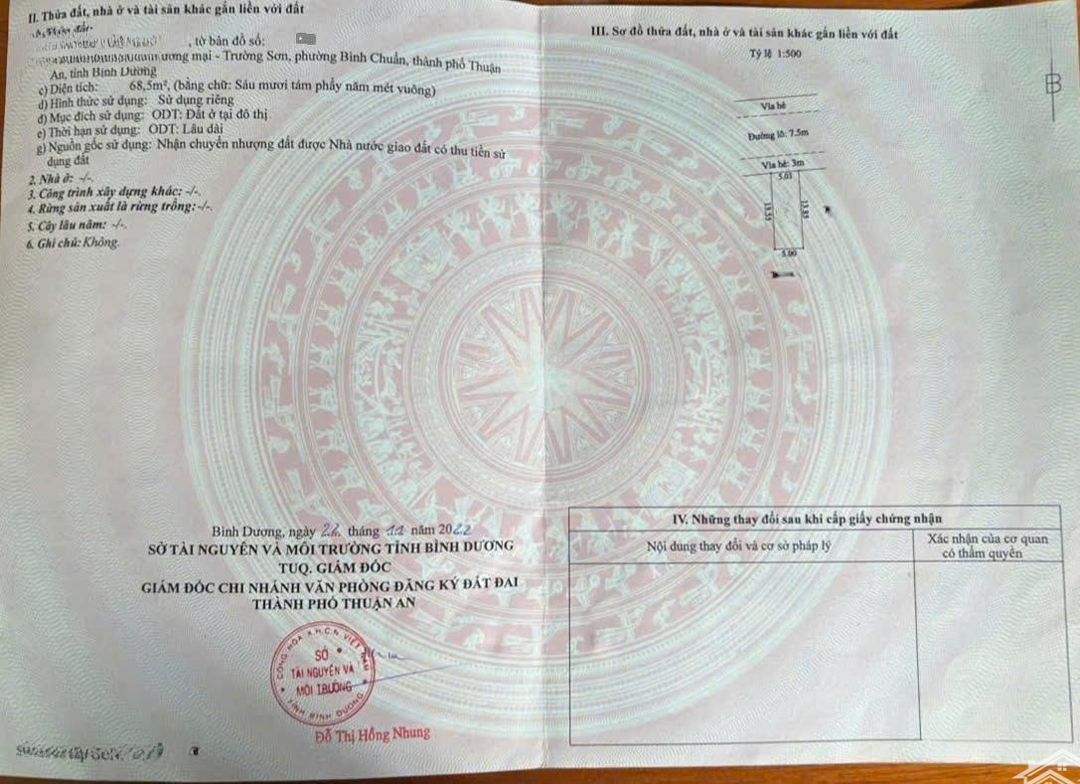 II. Thửa đất, nhà ở và tài sản khác gắn liền với đất
, tờ bản đồ số:
ương mại - Trường Sơn, phường Bình Chuẩn, thành phố Thuận
An, tỉnh Bình Dương
c) Diện tích: 68,5m², (bằng chữ: Sáu mươi tám phẩy năm mét vuông)
d) Hình thức sử dụng: Sử dụng riêng
đ) Mục đích sử dụng: ODT: Đất ở tại đô thị
e) Thời hạn sử dụng: ODT: Lâu dài
g) Nguồn gốc sử dụng: Nhận chuyển nhượng đất được Nhà nước giao đất có thu tiền sử
dụng đất
2. Nhà ở: -/-.
3. Công trình xây dựng khác: -/-.
4. Rừng sản xuất là rừng trồng: -/-.
5. Cây lâu năm: -/-.
6. Ghi chú: Không.
Bình Dương, ngày tháng năm 2022
SỞ TÀI NGUYÊN VÀ MÔI TRƯỜNG TỈNH BÌNH DƯƠNG
TUQ. GIÁM ĐỐC
GIÁM ĐỐC CHI NHÁNH VĂN PHÒNG ĐĂNG KÝ ĐẤT ĐAI
THÀNH PHỐ THUẬN AN
CỘNG HÒA X.H.C.N VIỆT NAM
SỞ
TÀI NGUYÊN VÀ
MÔI TRƯỜNG
TỈNH BÌNH DƯƠNG
Đỗ Thị Hồng Nhung
III. Sơ đồ thửa đất, nhà ở và tài sản khác gắn liền với đất
Tỷ lệ 1:500
B
Vỉa hè
Đường lô: 7.5m
Vỉa hè: 3m
5.03
13.55
13.85
5.00
IV. Những thay đổi sau khi cấp giấy chứng nhận
Nội dung thay đổi và cơ sở pháp lý
Xác nhận của cơ quan
có thẩm quyền